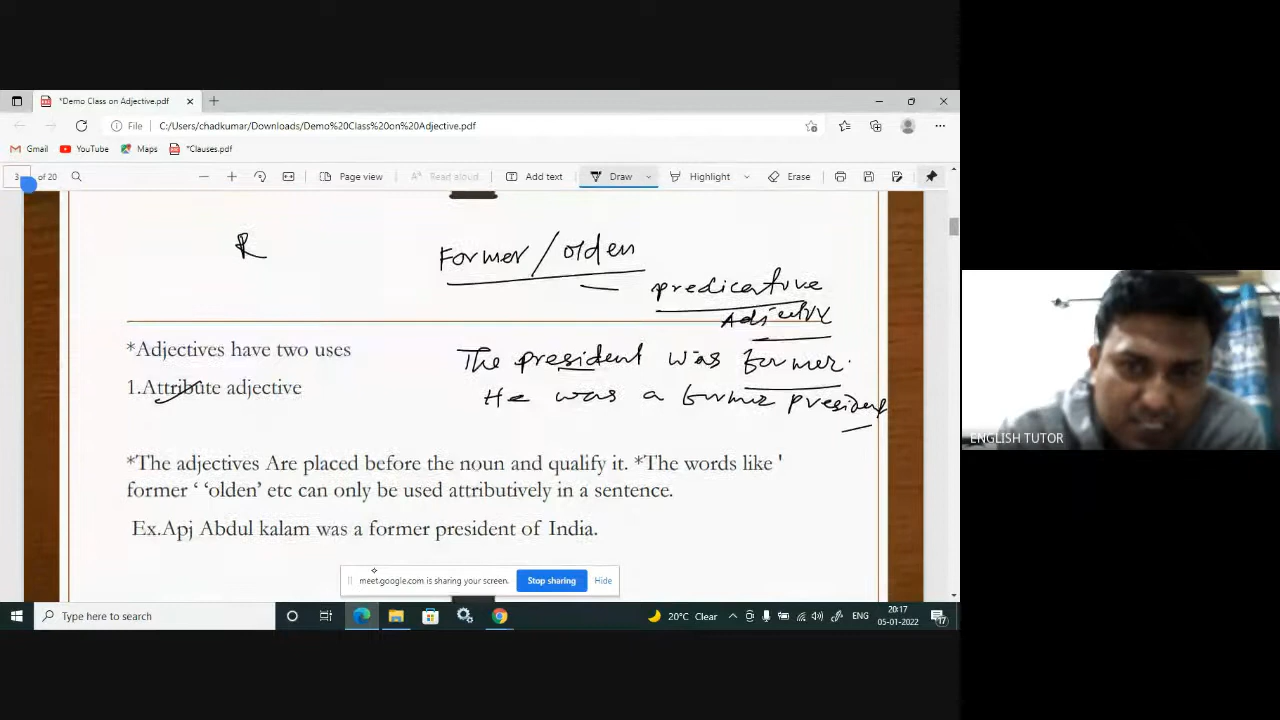 *Demo Class on Adjective.pdf
File C:/Users/chadkumar/Downloads/Demo%20Class%20on%20Adjective.pdf
Gmail YouTube Maps *Clauses.pdf
3 of 20 Page view Read aloud Add text Draw Highlight Erase
Former / olden
predicative
Adjective
*Adjectives have two uses
The president was former.
1.Attribute adjective
He was a former president
ENGLISH TUTOR
*The adjectives Are placed before the noun and qualify it. *The words like '
former ‘ ‘olden’ etc can only be used attributively in a sentence.
Ex.Apj Abdul kalam was a former president of India.
meet.google.com is sharing your screen. Stop sharing Hide
Type here to search 20°C Clear ENG 20:17
05-01-2022
17